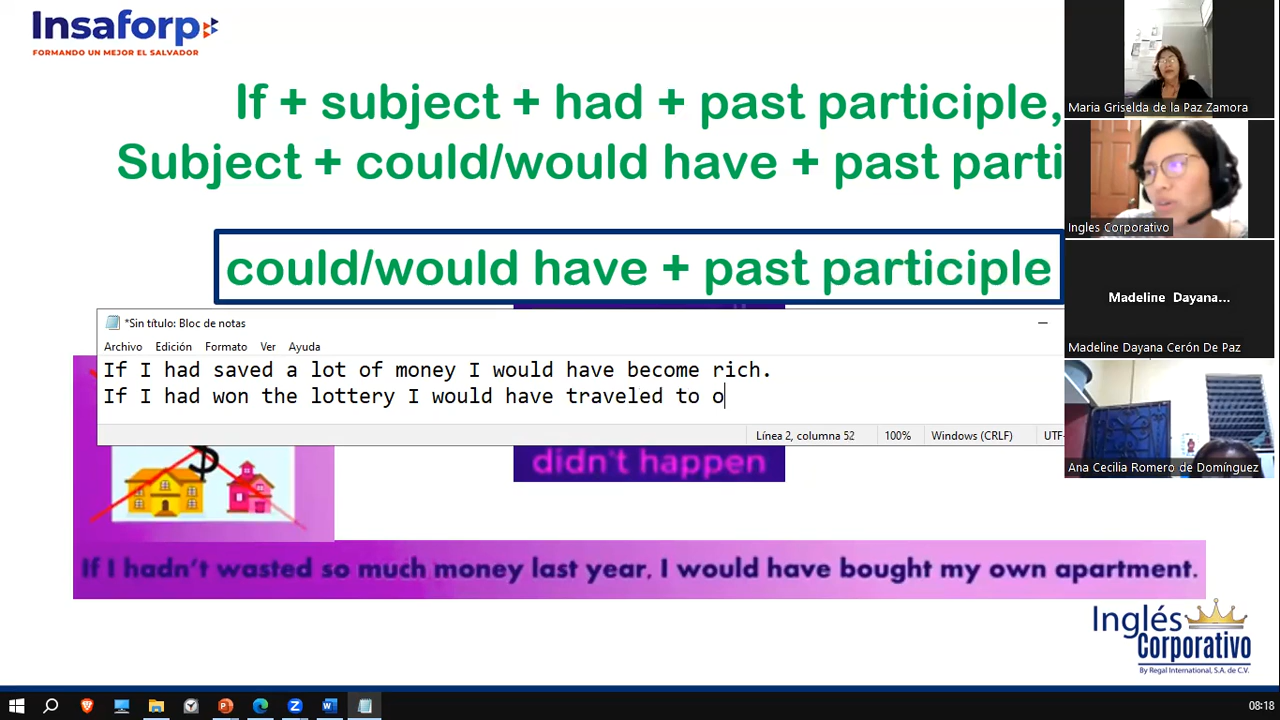 Insaforp
FORMANDO UN MEJOR EL SALVADOR
If + subject + had + past participle,
Subject + could/would have + past parti
could/would have + past participle
*Sin título: Bloc de notas
Archivo Edición Formato Ver Ayuda
If I had saved a lot of money I would have become rich.
If I had won the lottery I would have traveled to o
Línea 2, columna 52 100% Windows (CRLF) UTF-
$
didn't happen
If I hadn't wasted so much money last year, I would have bought my own apartment.
Inglés
Corporativo
By Regal International, S.A. de C.V.
Maria Griselda de la Paz Zamora
Ingles Corporativo
Madeline Dayana...
Madeline Dayana Cerón De Paz
Ana Cecilia Romero de Domínguez
08:18